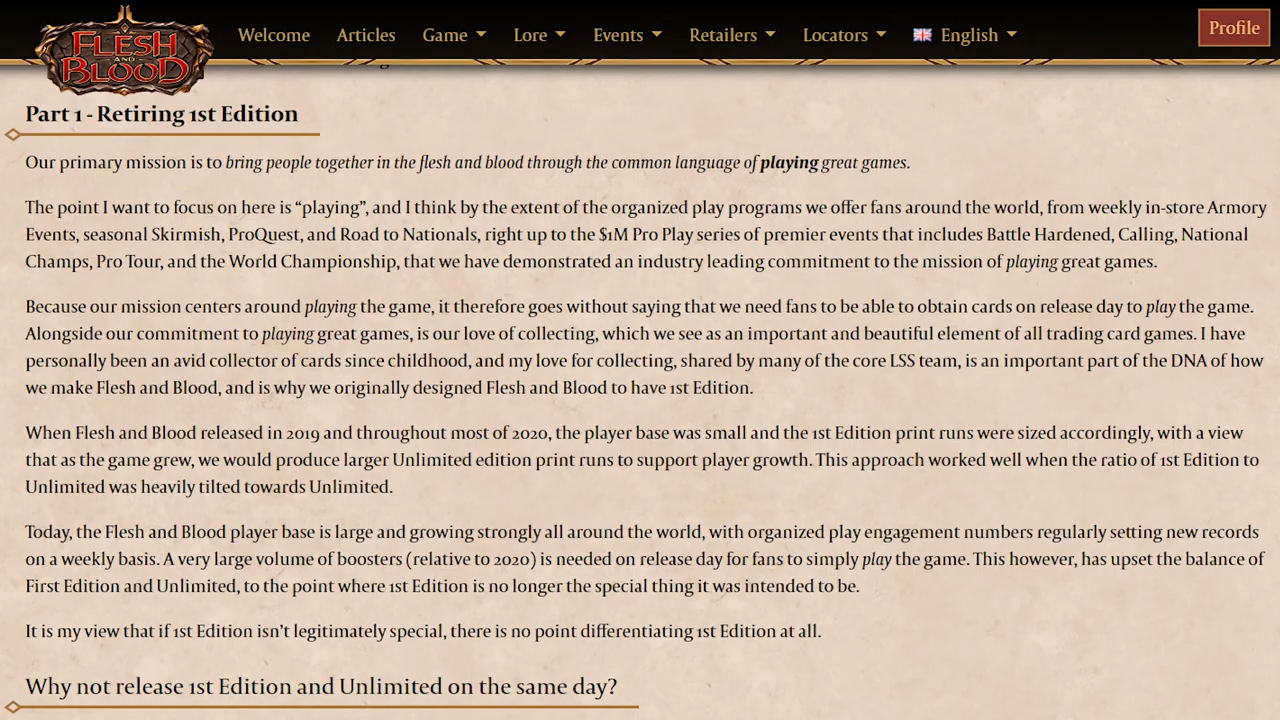 FLESH
AND
BLOOD
Welcome
Articles
Game
Lore
Events
Retailers
Locators
English
Profile
Part 1 - Retiring 1st Edition
Our primary mission is to bring people together in the flesh and blood through the common language of playing great games.
The point I want to focus on here is “playing”, and I think by the extent of the organized play programs we offer fans around the world, from weekly in-store Armory
Events, seasonal Skirmish, ProQuest, and Road to Nationals, right up to the $1M Pro Play series of premier events that includes Battle Hardened, Calling, National
Champs, Pro Tour, and the World Championship, that we have demonstrated an industry leading commitment to the mission of playing great games.
Because our mission centers around playing the game, it therefore goes without saying that we need fans to be able to obtain cards on release day to play the game.
Alongside our commitment to playing great games, is our love of collecting, which we see as an important and beautiful element of all trading card games. I have
personally been an avid collector of cards since childhood, and my love for collecting, shared by many of the core LSS team, is an important part of the DNA of how
we make Flesh and Blood, and is why we originally designed Flesh and Blood to have 1st Edition.
When Flesh and Blood released in 2019 and throughout most of 2020, the player base was small and the 1st Edition print runs were sized accordingly, with a view
that as the game grew, we would produce larger Unlimited edition print runs to support player growth. This approach worked well when the ratio of 1st Edition to
Unlimited was heavily tilted towards Unlimited.
Today, the Flesh and Blood player base is large and growing strongly all around the world, with organized play engagement numbers regularly setting new records
on a weekly basis. A very large volume of boosters (relative to 2020) is needed on release day for fans to simply play the game. This however, has upset the balance of
First Edition and Unlimited, to the point where 1st Edition is no longer the special thing it was intended to be.
It is my view that if 1st Edition isn’t legitimately special, there is no point differentiating 1st Edition at all.
Why not release 1st Edition and Unlimited on the same day?